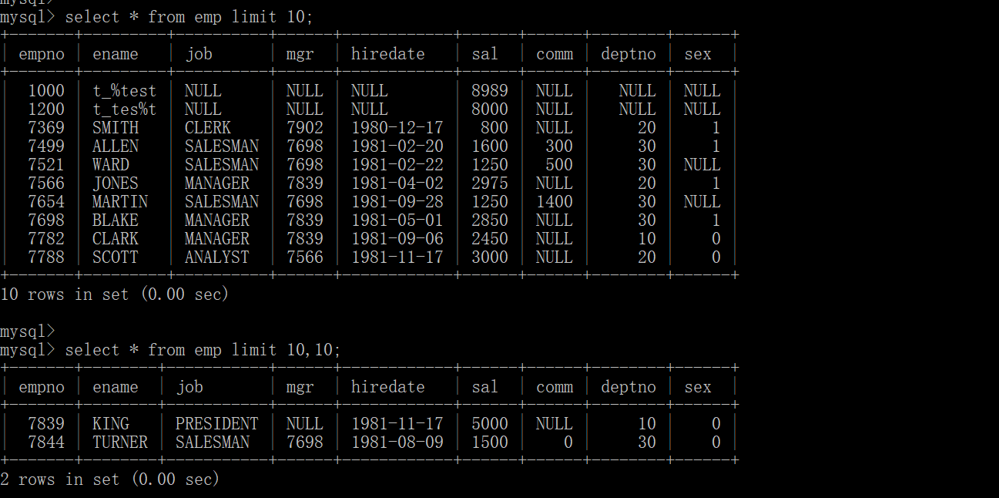 mysql>
mysql> select * from emp limit 10;
+-------+---------+----------+------+------------+------+------+--------+------+
| empno | ename   | job      | mgr  | hiredate   | sal  | comm | deptno | sex  |
+-------+---------+----------+------+------------+------+------+--------+------+
|  1000 | t_%test | NULL     | NULL | NULL       | 8989 | NULL |   NULL | NULL |
|  1200 | t_tes%t | NULL     | NULL | NULL       | 8000 | NULL |   NULL | NULL |
|  7369 | SMITH   | CLERK    | 7902 | 1980-12-17 |  800 | NULL |     20 |    1 |
|  7499 | ALLEN   | SALESMAN | 7698 | 1981-02-20 | 1600 |  300 |     30 |    1 |
|  7521 | WARD    | SALESMAN | 7698 | 1981-02-22 | 1250 |  500 |     30 | NULL |
|  7566 | JONES   | MANAGER  | 7839 | 1981-04-02 | 2975 | NULL |     20 |    1 |
|  7654 | MARTIN  | SALESMAN | 7698 | 1981-09-28 | 1250 | 1400 |     30 | NULL |
|  7698 | BLAKE   | MANAGER  | 7839 | 1981-05-01 | 2850 | NULL |     30 |    1 |
|  7782 | CLARK   | MANAGER  | 7839 | 1981-09-06 | 2450 | NULL |     10 |    0 |
|  7788 | SCOTT   | ANALYST  | 7566 | 1981-11-17 | 3000 | NULL |     20 |    0 |
+-------+---------+----------+------+------------+------+------+--------+------+
10 rows in set (0.00 sec)
mysql>
mysql> select * from emp limit 10,10;
+-------+--------+-----------+------+------------+------+------+--------+------+
| empno | ename  | job       | mgr  | hiredate   | sal  | comm | deptno | sex  |
+-------+--------+-----------+------+------------+------+------+--------+------+
|  7839 | KING   | PRESIDENT | NULL | 1981-11-17 | 5000 | NULL |     10 |    0 |
|  7844 | TURNER | SALESMAN  | 7698 | 1981-08-09 | 1500 |    0 |     30 |    0 |
+-------+--------+-----------+------+------------+------+------+--------+------+
2 rows in set (0.00 sec)